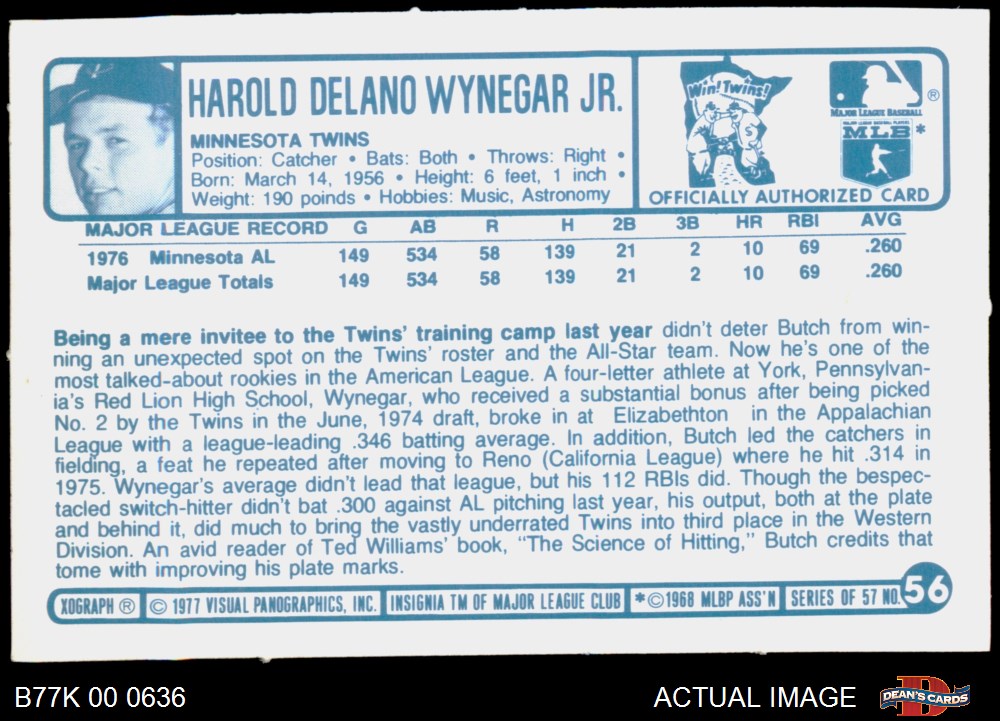 HAROLD DELANO WYNEGAR JR.
MINNESOTA TWINS
Position: Catcher • Bats: Both • Throws: Right •
Born: March 14, 1956 • Height: 6 feet, 1 inch •
Weight: 190 poinds • Hobbies: Music, Astronomy
Win! Twins!
®
MAJOR LEAGUE BASEBALL
MAJOR LEAGUE BASEBALL PLAYERS
MLB *
OFFICIALLY AUTHORIZED CARD
MAJOR LEAGUE RECORD G AB R H 2B 3B HR RBI AVG
1976 Minnesota AL 149 534 58 139 21 2 10 69 .260
Major League Totals 149 534 58 139 21 2 10 69 .260
Being a mere invitee to the Twins' training camp last year didn't deter Butch from win-
ning an unexpected spot on the Twins' roster and the All-Star team. Now he's one of the
most talked-about rookies in the American League. A four-letter athlete at York, Pennsylvan-
ia's Red Lion High School, Wynegar, who received a substantial bonus after being picked
No. 2 by the Twins in the June, 1974 draft, broke in at Elizabethton in the Appalachian
League with a league-leading .346 batting average. In addition, Butch led the catchers in
fielding, a feat he repeated after moving to Reno (California League) where he hit .314 in
1975. Wynegar's average didn't lead that league, but his 112 RBIs did. Though the bespec-
tacled switch-hitter didn't bat .300 against AL pitching last year, his output, both at the plate
and behind it, did much to bring the vastly underrated Twins into third place in the Western
Division. An avid reader of Ted Williams' book, "The Science of Hitting," Butch credits that
tome with improving his plate marks.
XOGRAPH ® © 1977 VISUAL PANOGRAPHICS, INC. INSIGNIA TM OF MAJOR LEAGUE CLUB *©1968 MLBP ASS'N SERIES OF 57 NO. 56
B77K 00 0636 ACTUAL IMAGE DEAN'S CARDS